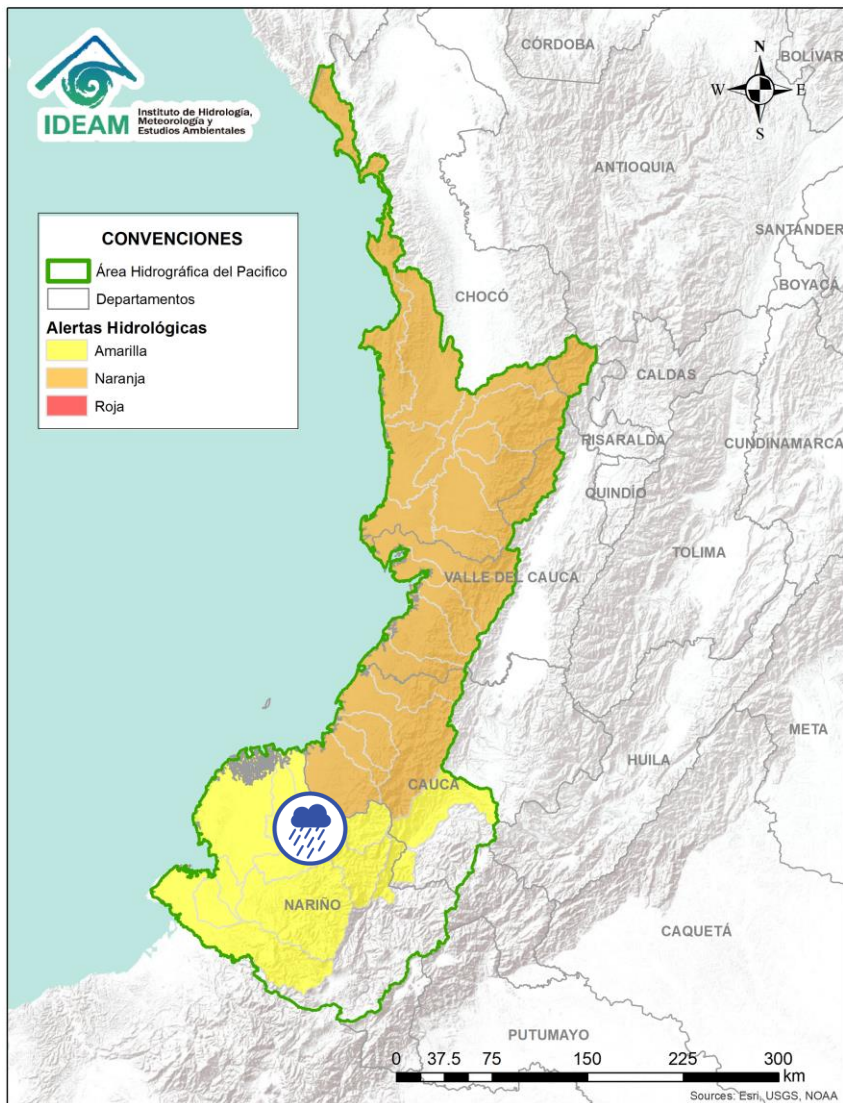 IDEAM
Instituto de Hidrología,
Meteorología y
Estudios Ambientales
CÓRDOBA
BOLÍVAR
N
W
E
S
ANTIOQUIA
SANTANDER
BOYACÁ
CONVENCIONES
Área Hidrográfica del Pacifico
Departamentos
Alertas Hidrológicas
Amarilla
Naranja
Roja
CHOCÓ
CALDAS
RISARALDA
CUNDINAMARCA
QUINDÍO
TOLIMA
VALLE DEL CAUCA
META
HUILA
CAUCA
NARIÑO
CAQUETÁ
PUTUMAYO
0 37.5 75 150 225 300
km
Sources: Esri, USGS, NOAA